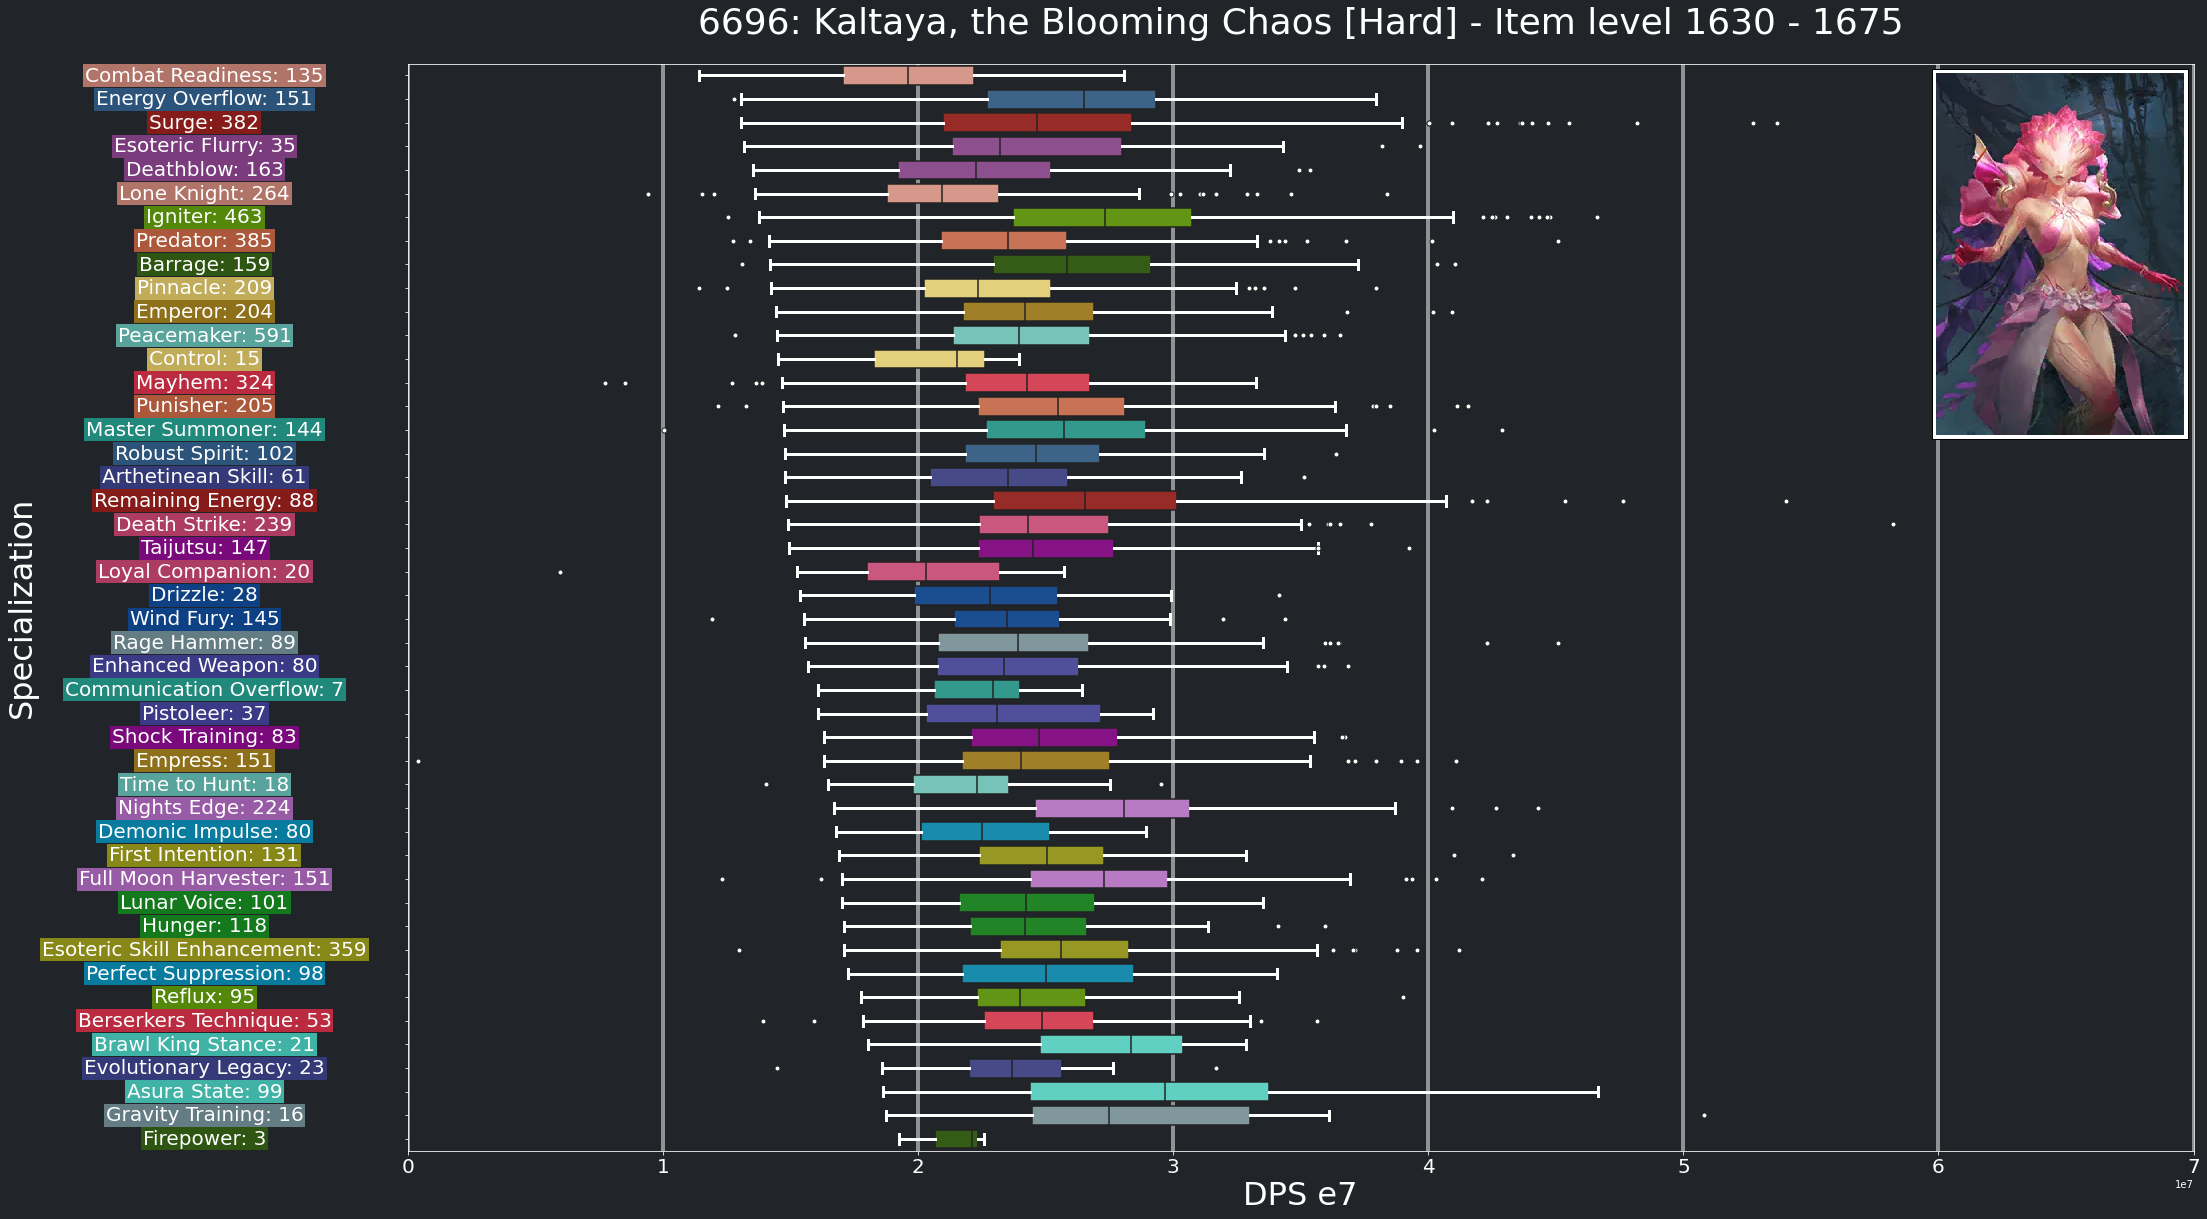 6696: Kaltaya, the Blooming Chaos [Hard] - Item level 1630 - 1675
Specialization
Combat Readiness: 135
Energy Overflow: 151
Surge: 382
Esoteric Flurry: 35
Deathblow: 163
Lone Knight: 264
Igniter: 463
Predator: 385
Barrage: 159
Pinnacle: 209
Emperor: 204
Peacemaker: 591
Control: 15
Mayhem: 324
Punisher: 205
Master Summoner: 144
Robust Spirit: 102
Arthetinean Skill: 61
Remaining Energy: 88
Death Strike: 239
Taijutsu: 147
Loyal Companion: 20
Drizzle: 28
Wind Fury: 145
Rage Hammer: 89
Enhanced Weapon: 80
Communication Overflow: 7
Pistoleer: 37
Shock Training: 83
Empress: 151
Time to Hunt: 18
Nights Edge: 224
Demonic Impulse: 80
First Intention: 131
Full Moon Harvester: 151
Lunar Voice: 101
Hunger: 118
Esoteric Skill Enhancement: 359
Perfect Suppression: 98
Reflux: 95
Berserkers Technique: 53
Brawl King Stance: 21
Evolutionary Legacy: 23
Asura State: 99
Gravity Training: 16
Firepower: 3
0 1 2 3 4 5 6 7
1e7
DPS e7